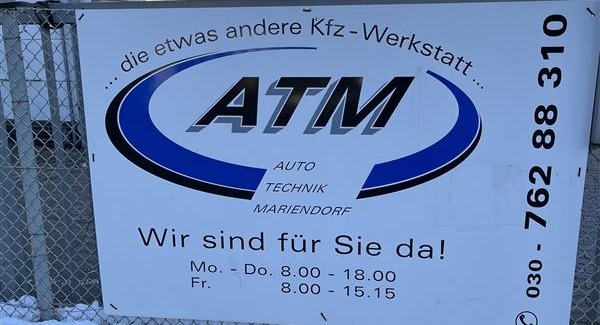 ... die etwas andere Kfz-Werkstatt ...
ATM
AUTO
TECHNIK
MARIENDORF
Wir sind für Sie da!
Mo. - Do. 8.00 - 18.00
Fr. 8.00 - 15.15
030 - 762 88 310